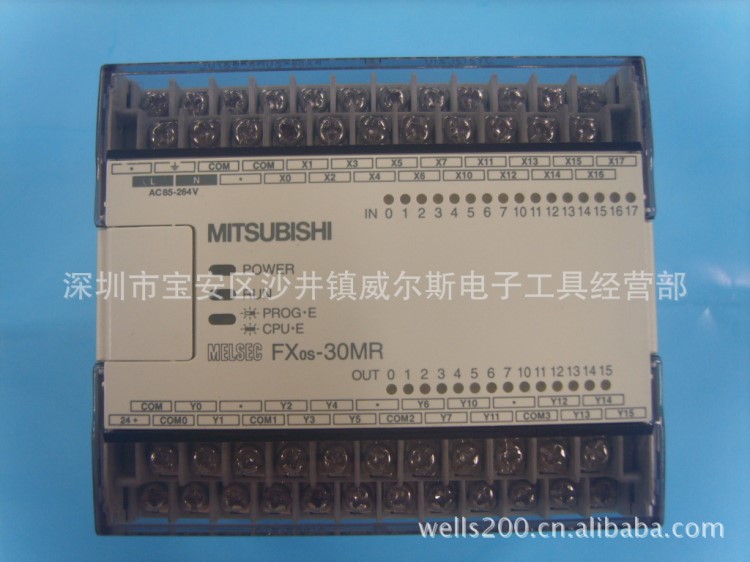 ⏚ COM COM X1 X3 X5 X7 X11 X13 X15 X17
L N • X0 X2 X4 X6 X10 X12 X14 X16
AC85-264V
IN 0 1 2 3 4 5 6 7 10 11 12 13 14 15 16 17
MITSUBISHI
POWER
深圳市宝安区沙井镇威尔斯电子工具经营部
RUN
PROG•E
CPU•E
MELSEC FX0S-30MR
OUT 0 1 2 3 4 5 6 7 10 11 12 13 14 15
COM Y0 • Y2 Y4 • Y6 Y10 • Y12 Y14
24+ COM0 Y1 COM1 Y3 Y5 COM2 Y7 Y11 COM3 Y13 Y15
wells200.cn.alibaba.com